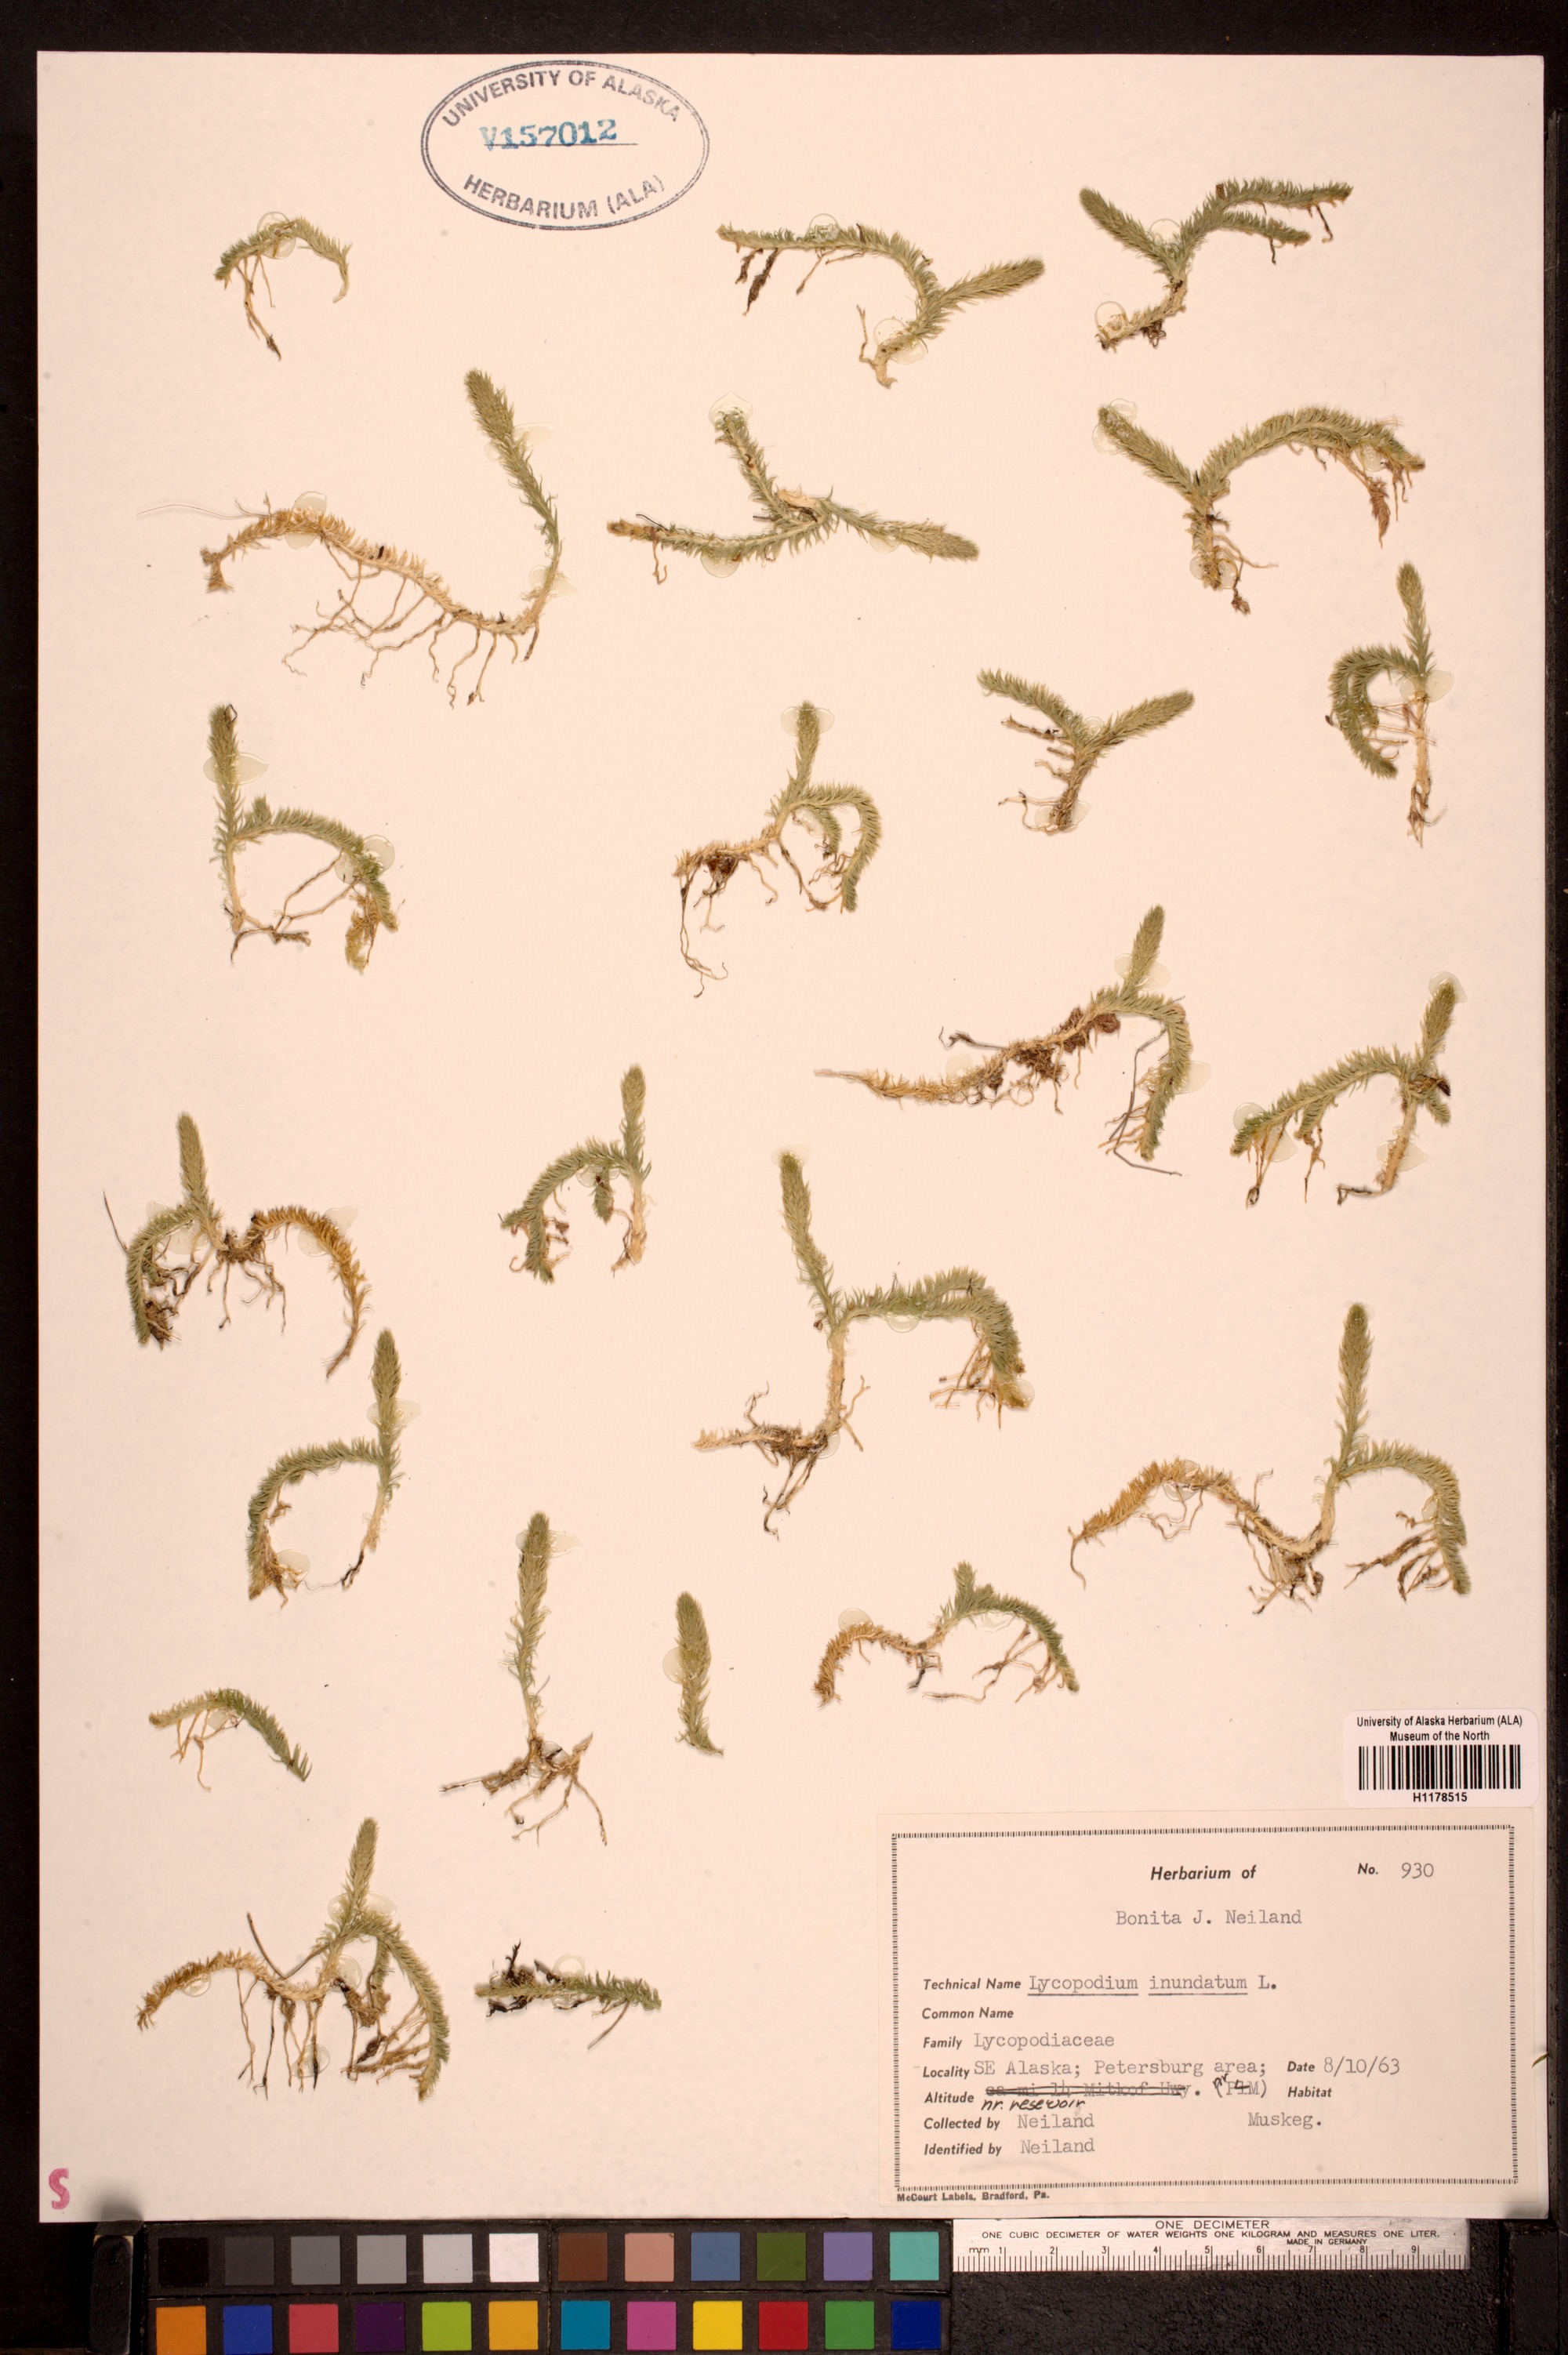 UNIVERSITY OF ALASKA
V157012
HERBARIUM (ALA)
University of Alaska Herbarium (ALA)
Museum of the North
H1178515
Herbarium of No. 930
Bonita J. Neiland
Technical Name Lycopodium inundatum L.
Common Name
Family Lycopodiaceae
Locality SE Alaska; Petersburg area; Date 8/10/63
Altitude ca mi 14 Mitkof Hwy. Habitat
nr. resevoir
Collected by Neiland Muskeg.
Identified by Neiland
McCourt Labels, Bradford, Pa.
S
ONE DECIMETER
ONE CUBIC DECIMETER OF WATER WEIGHTS ONE KILOGRAM AND MEASURES ONE LITER.
MADE IN GERMANY
mm 1 2 3 4 5 6 7 8 9